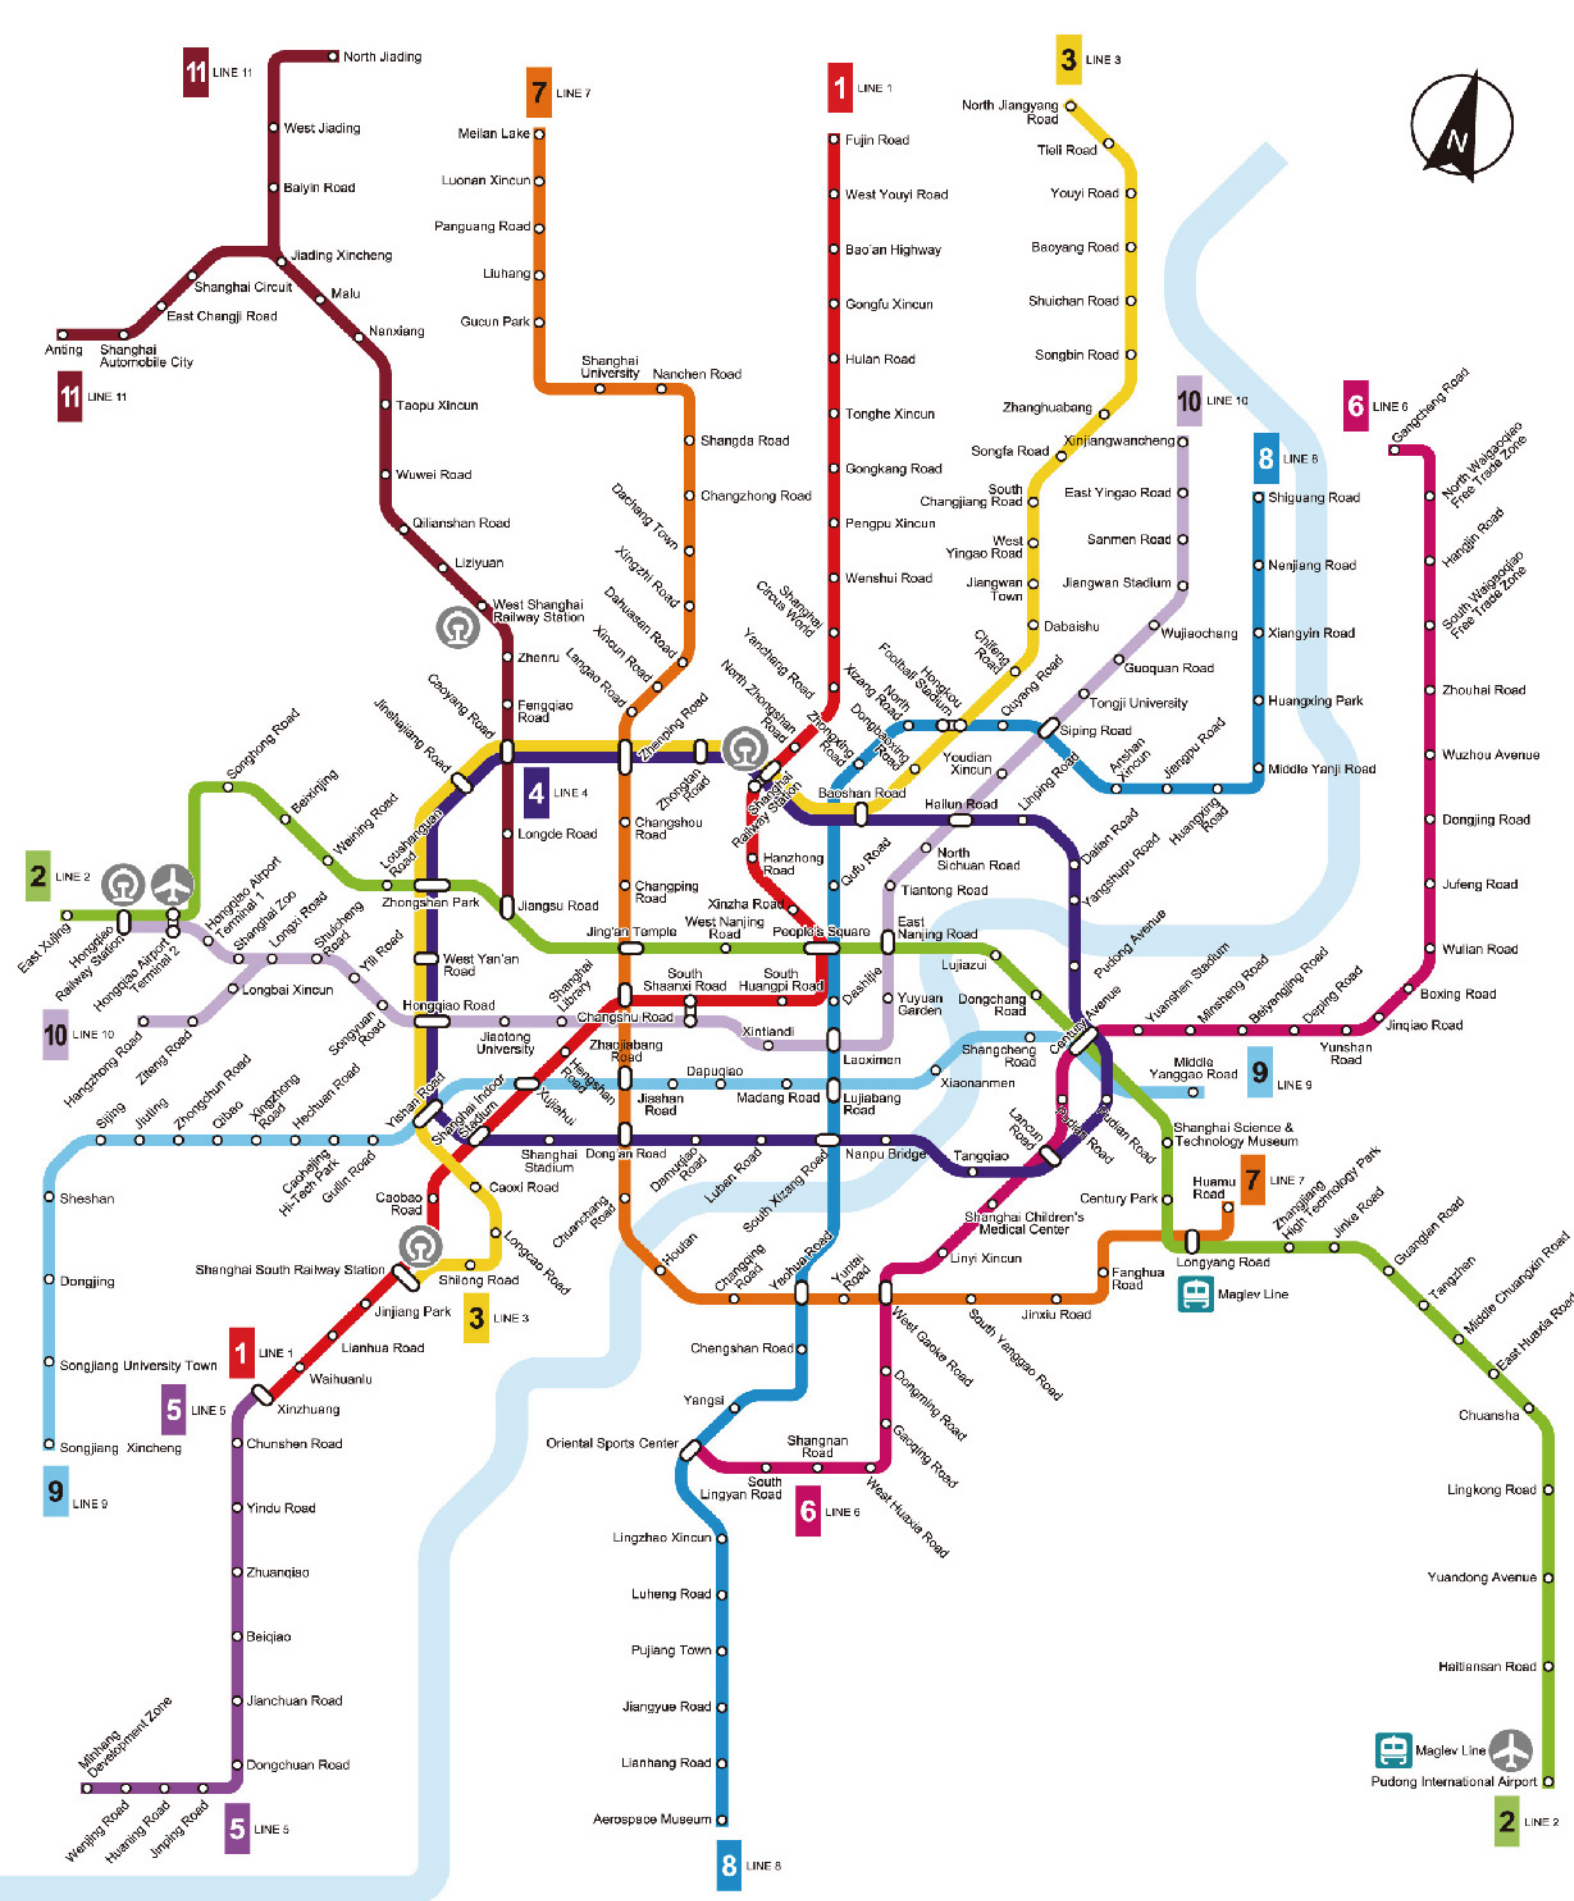 11 LINE 11
North Jiading
West Jiading
Baiyin Road
Jiading Xincheng
Shanghai Circuit
East Changji Road
Malu
Nanxiang
Anting
Shanghai
Automobile City
11 LINE 11
Taopu Xincun
Wuwei Road
Qilianshan Road
Liziyuan
West Shanghai
Railway Station
Zhenru
Fengqiao
Road
Caoyang Road
Jinshajiang Road
Longde Road
Jiangsu Road
7 LINE 7
Meilan Lake
Luonan Xincun
Panguang Road
Liuhang
Gucun Park
Shanghai
University
Nanchen Road
Shangda Road
Changzhong Road
Dachang Town
Xingzhi Road
Dahuasan Road
Xincun Road
Langao Road
Zhenping Road
Zhongtan
Road
4 LINE 4
Changshou
Road
Changping
Road
1 LINE 1
Fujin Road
West Youyi Road
Bao'an Highway
Gongfu Xincun
Hulan Road
Tonghe Xincun
Gongkang Road
Pengpu Xincun
Wenshui Road
Shanghai
Circus World
Yanchang Road
North Zhongshan
Road
Shanghai
Railway Station
Hanzhong
Road
Xinzha Road
3 LINE 3
North Jiangyang
Road
Tieli Road
Youyi Road
Baoyang Road
Shuichan Road
Songbin Road
Zhanghuabang
Songfa Road
South
Changjiang Road
West
Yingao Road
Jiangwan
Town
Dabaishu
Chifeng
Road
Hongkou
Football Stadium
North
Xizang Road
Dongbaoxing
Road
Zhongxing
Road
Baoshan Road
N
10 LINE 10
Xinjiangwancheng
East Yingao Road
Sanmen Road
Jiangwan Stadium
Wujiaochang
Guoquan Road
Tongji University
Siping Road
Quyang Road
Youdian
Xincun
Hailun Road
Linping Road
North
Sichuan Road
Tiantong Road
Qufu Road
8 LINE 8
Shiguang Road
Nenjiang Road
Xiangyin Road
Huangxing Park
Middle Yanji Road
Anshan
Xincun
Jiangpu Road
Huangxing
Road
Dalian Road
Yangshupu Road
Pudong Avenue
6 LINE 6
Gangcheng Road
North Waigaoqiao
Free Trade Zone
Hangjin Road
South Waigaoqiao
Free Trade Zone
Zhouhai Road
Wuzhou Avenue
Dongjing Road
Jufeng Road
Wulian Road
Boxing Road
Jinqiao Road
Yunshan
Road
Deping Road
Beiyangjing Road
Minsheng Road
Yuanshen Stadium
Century Avenue
2 LINE 2
East Xujing
Hongqiao
Railway Station
Hongqiao Airport
Terminal 2
Hongqiao Airport
Terminal 1
Shanghai Zoo
Longxi Road
Shuicheng
Road
Yili Road
Songyuan
Road
Songhong Road
Beixinjing
Weining Road
Loushanguan
Road
Zhongshan Park
Jing'an Temple
West Nanjing
Road
People's Square
East
Nanjing Road
Lujiazui
Dongchang
Road
Longbai Xincun
10 LINE 10
Hangzhong Road
Ziteng Road
West Yan'an
Road
Hongqiao Road
Jiaotong
University
Shanghai
Library
South
Shaanxi Road
South
Huangpi Road
Changshu Road
Xintiandi
Dashijie
Laoximen
Yuyuan
Garden
Shangcheng
Road
Xiaonanmen
Middle
Yanggao Road
9 LINE 9
Zhaojiabang
Road
Hengshan
Road
Xujiahui
Jiashan
Road
Dapuqiao
Madang Road
Lujiabang
Road
Sijing
Jiuting
Zhongchun Road
Qibao
Xingzhong
Road
Hechuan Road
Caohejing
Hi-Tech Park
Guilin Road
Yishan Road
Shanghai Indoor
Stadium
Shanghai
Stadium
Dong'an Road
Damuqiao
Road
Luban Road
South Xizang Road
Nanpu Bridge
Tangqiao
Lancun
Road
Pudian Road
Pudian Road
Shanghai Science &
Technology Museum
Century Park
Huamu
Road
7 LINE 7
Sheshan
Dongjing
Songjiang University Town
Songjiang Xincheng
9 LINE 9
Caobao
Road
Caoxi Road
Longcao Road
Shilong Road
Shanghai South Railway Station
3 LINE 3
Jinjiang Park
Lianhua Road
Waihuanlu
Xinzhuang
1 LINE 1
5 LINE 5
Chunshen Road
Yindu Road
Zhuanqiao
Beiqiao
Jianchuan Road
Dongchuan Road
Minhang
Development Zone
Wenjing Road
Huaning Road
Jinping Road
5 LINE 5
Chuanchang
Road
Houtan
Changqing
Road
Yaohua Road
Yuntai
Road
West Gaoke Road
South Yanggao Road
Jinxiu Road
Fanghua
Road
Longyang Road
Maglev Line
Shanghai Children's
Medical Center
Linyi Xincun
Chengshan Road
Yangsi
Oriental Sports Center
South
Lingyan Road
Shangnan
Road
West Huaxia Road
Gaoqing Road
Dongming Road
6 LINE 6
Lingzhao Xincun
Luheng Road
Pujiang Town
Jiangyue Road
Lianhang Road
Aerospace Museum
8 LINE 8
Zhangjiang
High Technology Park
Jinke Road
Guanglan Road
Tangzhen
Middle Chuangxin Road
East Huaxia Road
Chuansha
Lingkong Road
Yuandong Avenue
Haitiansan Road
Maglev Line
Pudong International Airport
2 LINE 2